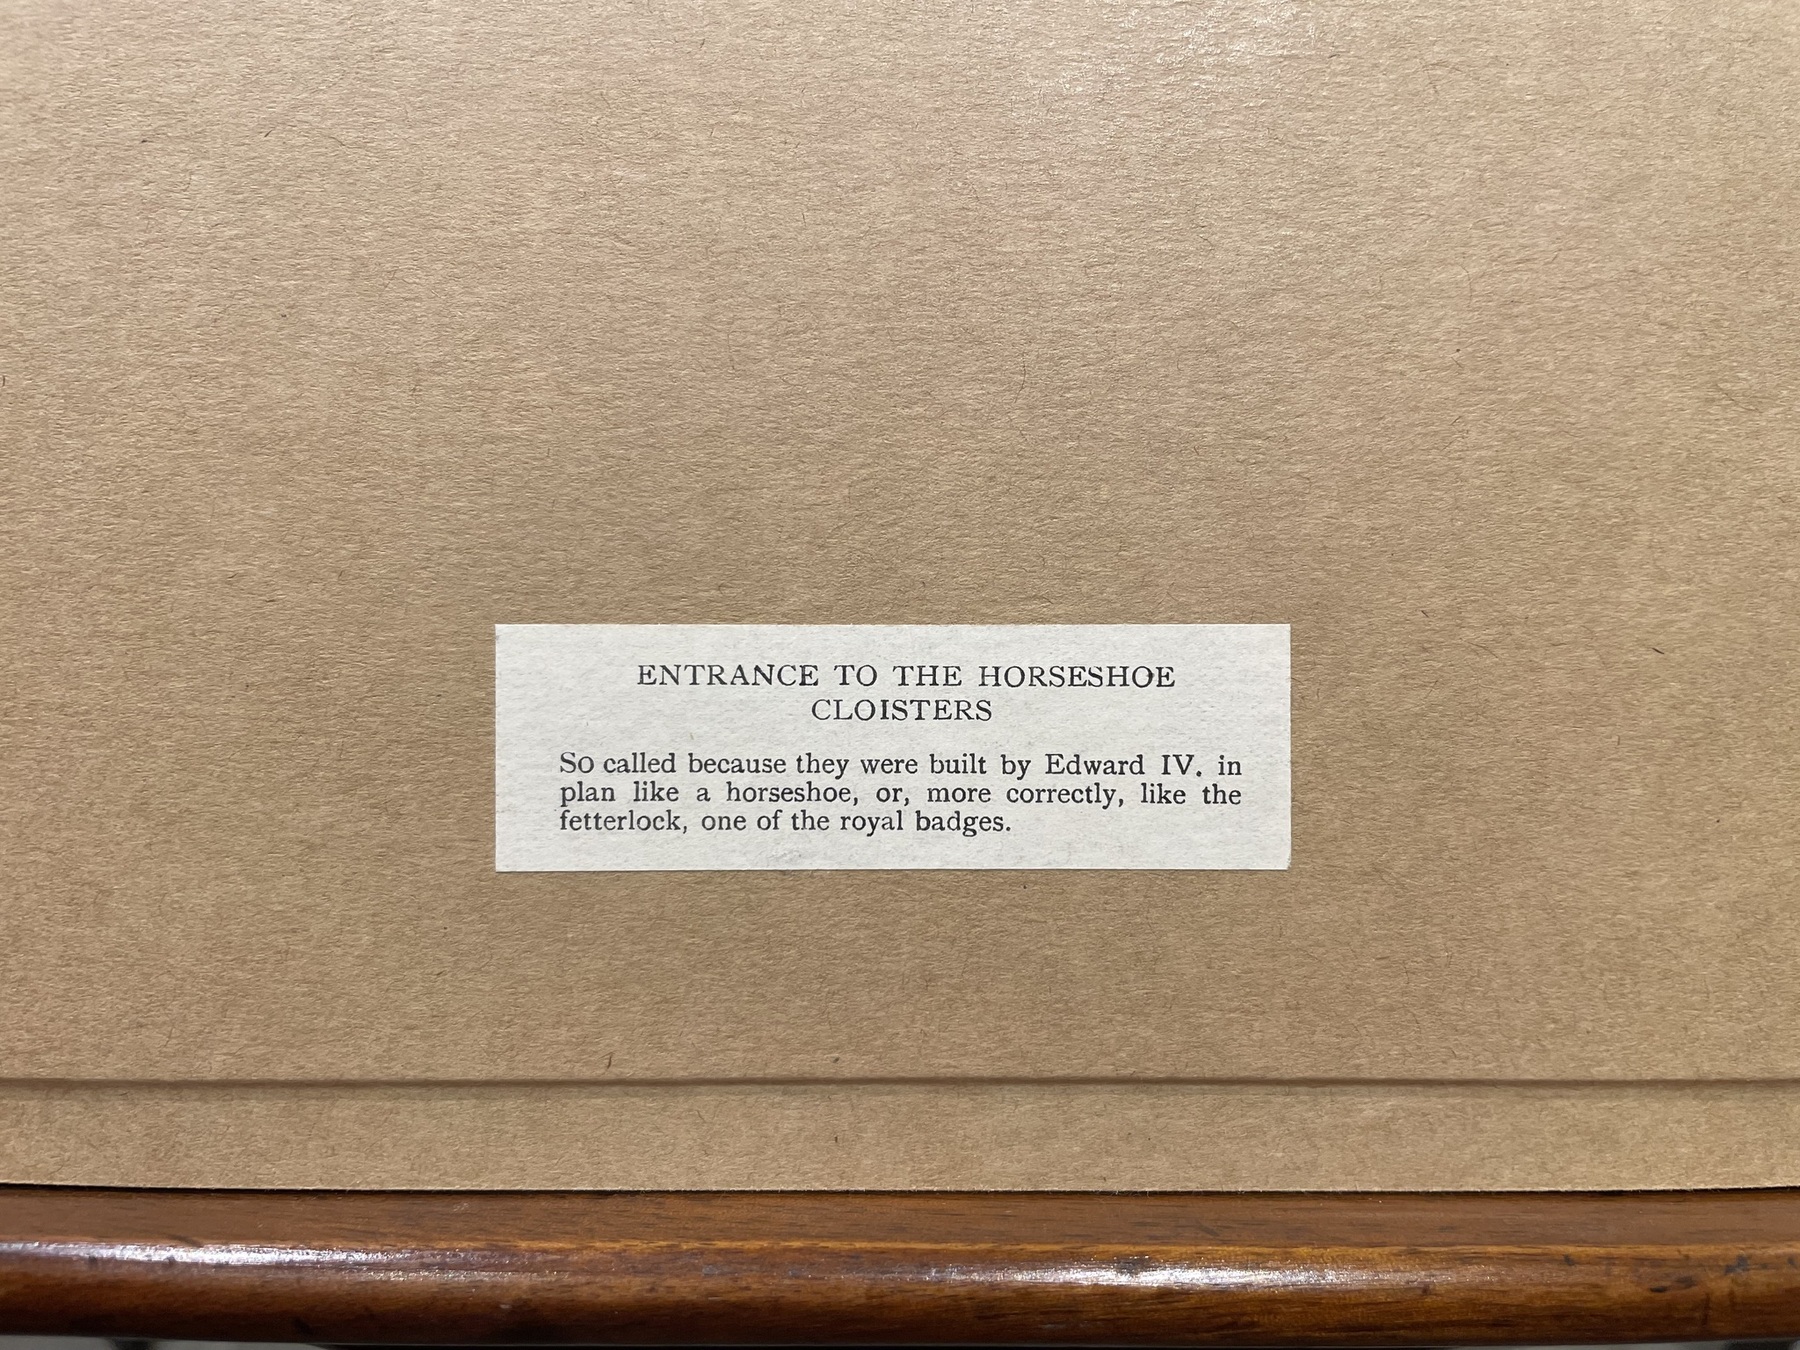 ENTRANCE TO THE HORSESHOE
CLOISTERS
So called because they were built by Edward IV. in
plan like a horseshoe, or, more correctly, like the
fetterlock, one of the royal badges.